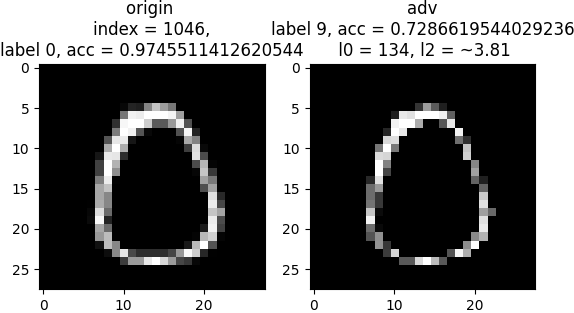 origin
index = 1046,
label 0, acc = 0.9745511412620544
adv
label 9, acc = 0.7286619544029236
l0 = 134, l2 = ~3.81
0
5
10
15
20
25
0 10 20
0
5
10
15
20
25
0 10 20